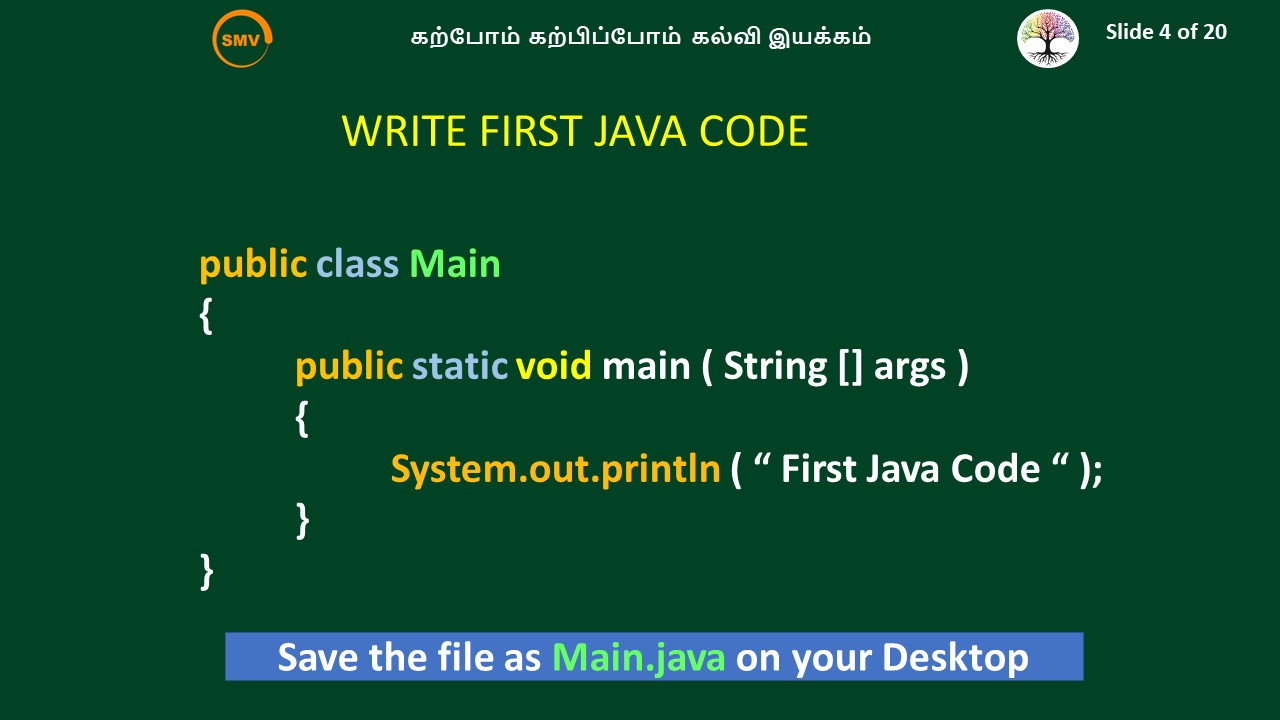 SMV
கற்போம் கற்பிப்போம் கல்வி இயக்கம்
Slide 4 of 20
WRITE FIRST JAVA CODE
public class Main
{
public static void main ( String [] args )
{
System.out.println ( “ First Java Code “ );
}
}
Save the file as Main.java on your Desktop